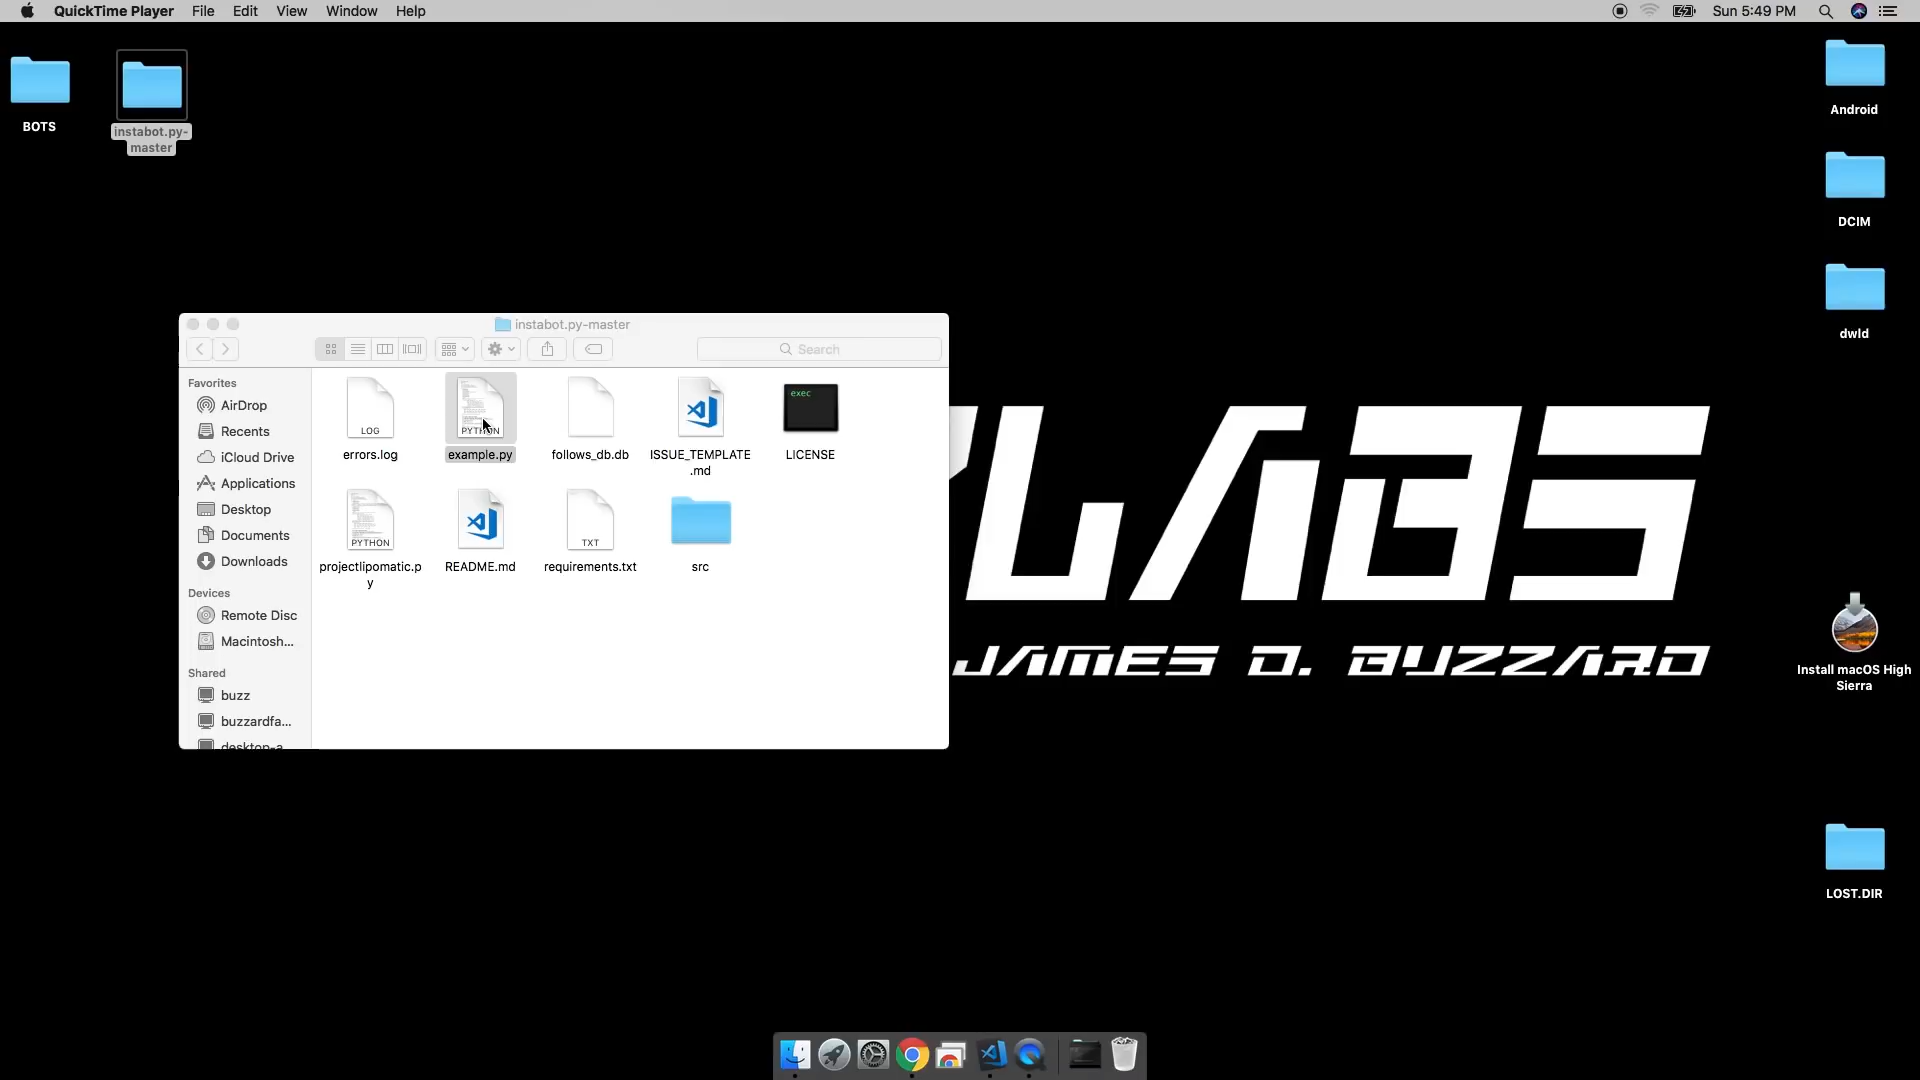 QuickTime Player File Edit View Window Help Sun 5:49 PM
BOTS
instabot.py-
master
Android
DCIM
dwld
Install macOS High
Sierra
LOST.DIR
instabot.py-master
Search
Favorites
AirDrop
Recents
iCloud Drive
Applications
Desktop
Documents
Downloads
Devices
Remote Disc
Macintosh...
Shared
buzz
buzzardfa...
desktop-a
LOG
errors.log
PYTHON
example.py
follows_db.db
ISSUE_TEMPLATE
.md
exec
LICENSE
PYTHON
projectlipomatic.p
y
README.md
TXT
requirements.txt
src
LABS
JAMES D. BUZZARD